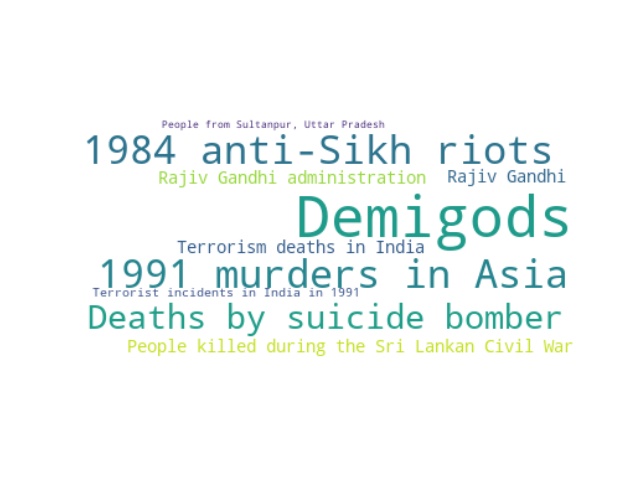 People from Sultanpur, Uttar Pradesh
1984 anti-Sikh riots
Rajiv Gandhi administration
Rajiv Gandhi
Demigods
Terrorism deaths in India
1991 murders in Asia
Terrorist incidents in India in 1991
Deaths by suicide bomber
People killed during the Sri Lankan Civil War